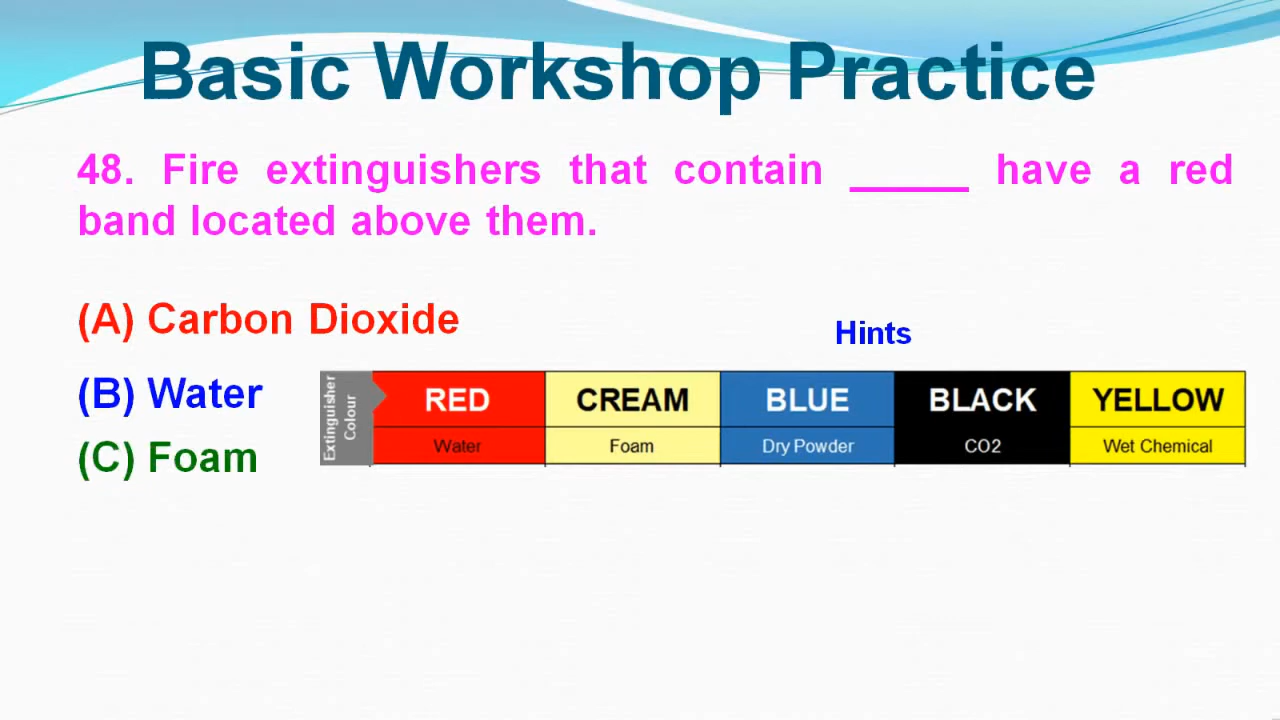 Basic Workshop Practice
48. Fire extinguishers that contain _____ have a red
band located above them.
(A) Carbon Dioxide
Hints
(B) Water
(C) Foam
Extinguisher
Colour
RED CREAM BLUE BLACK YELLOW
Water Foam Dry Powder CO2 Wet Chemical